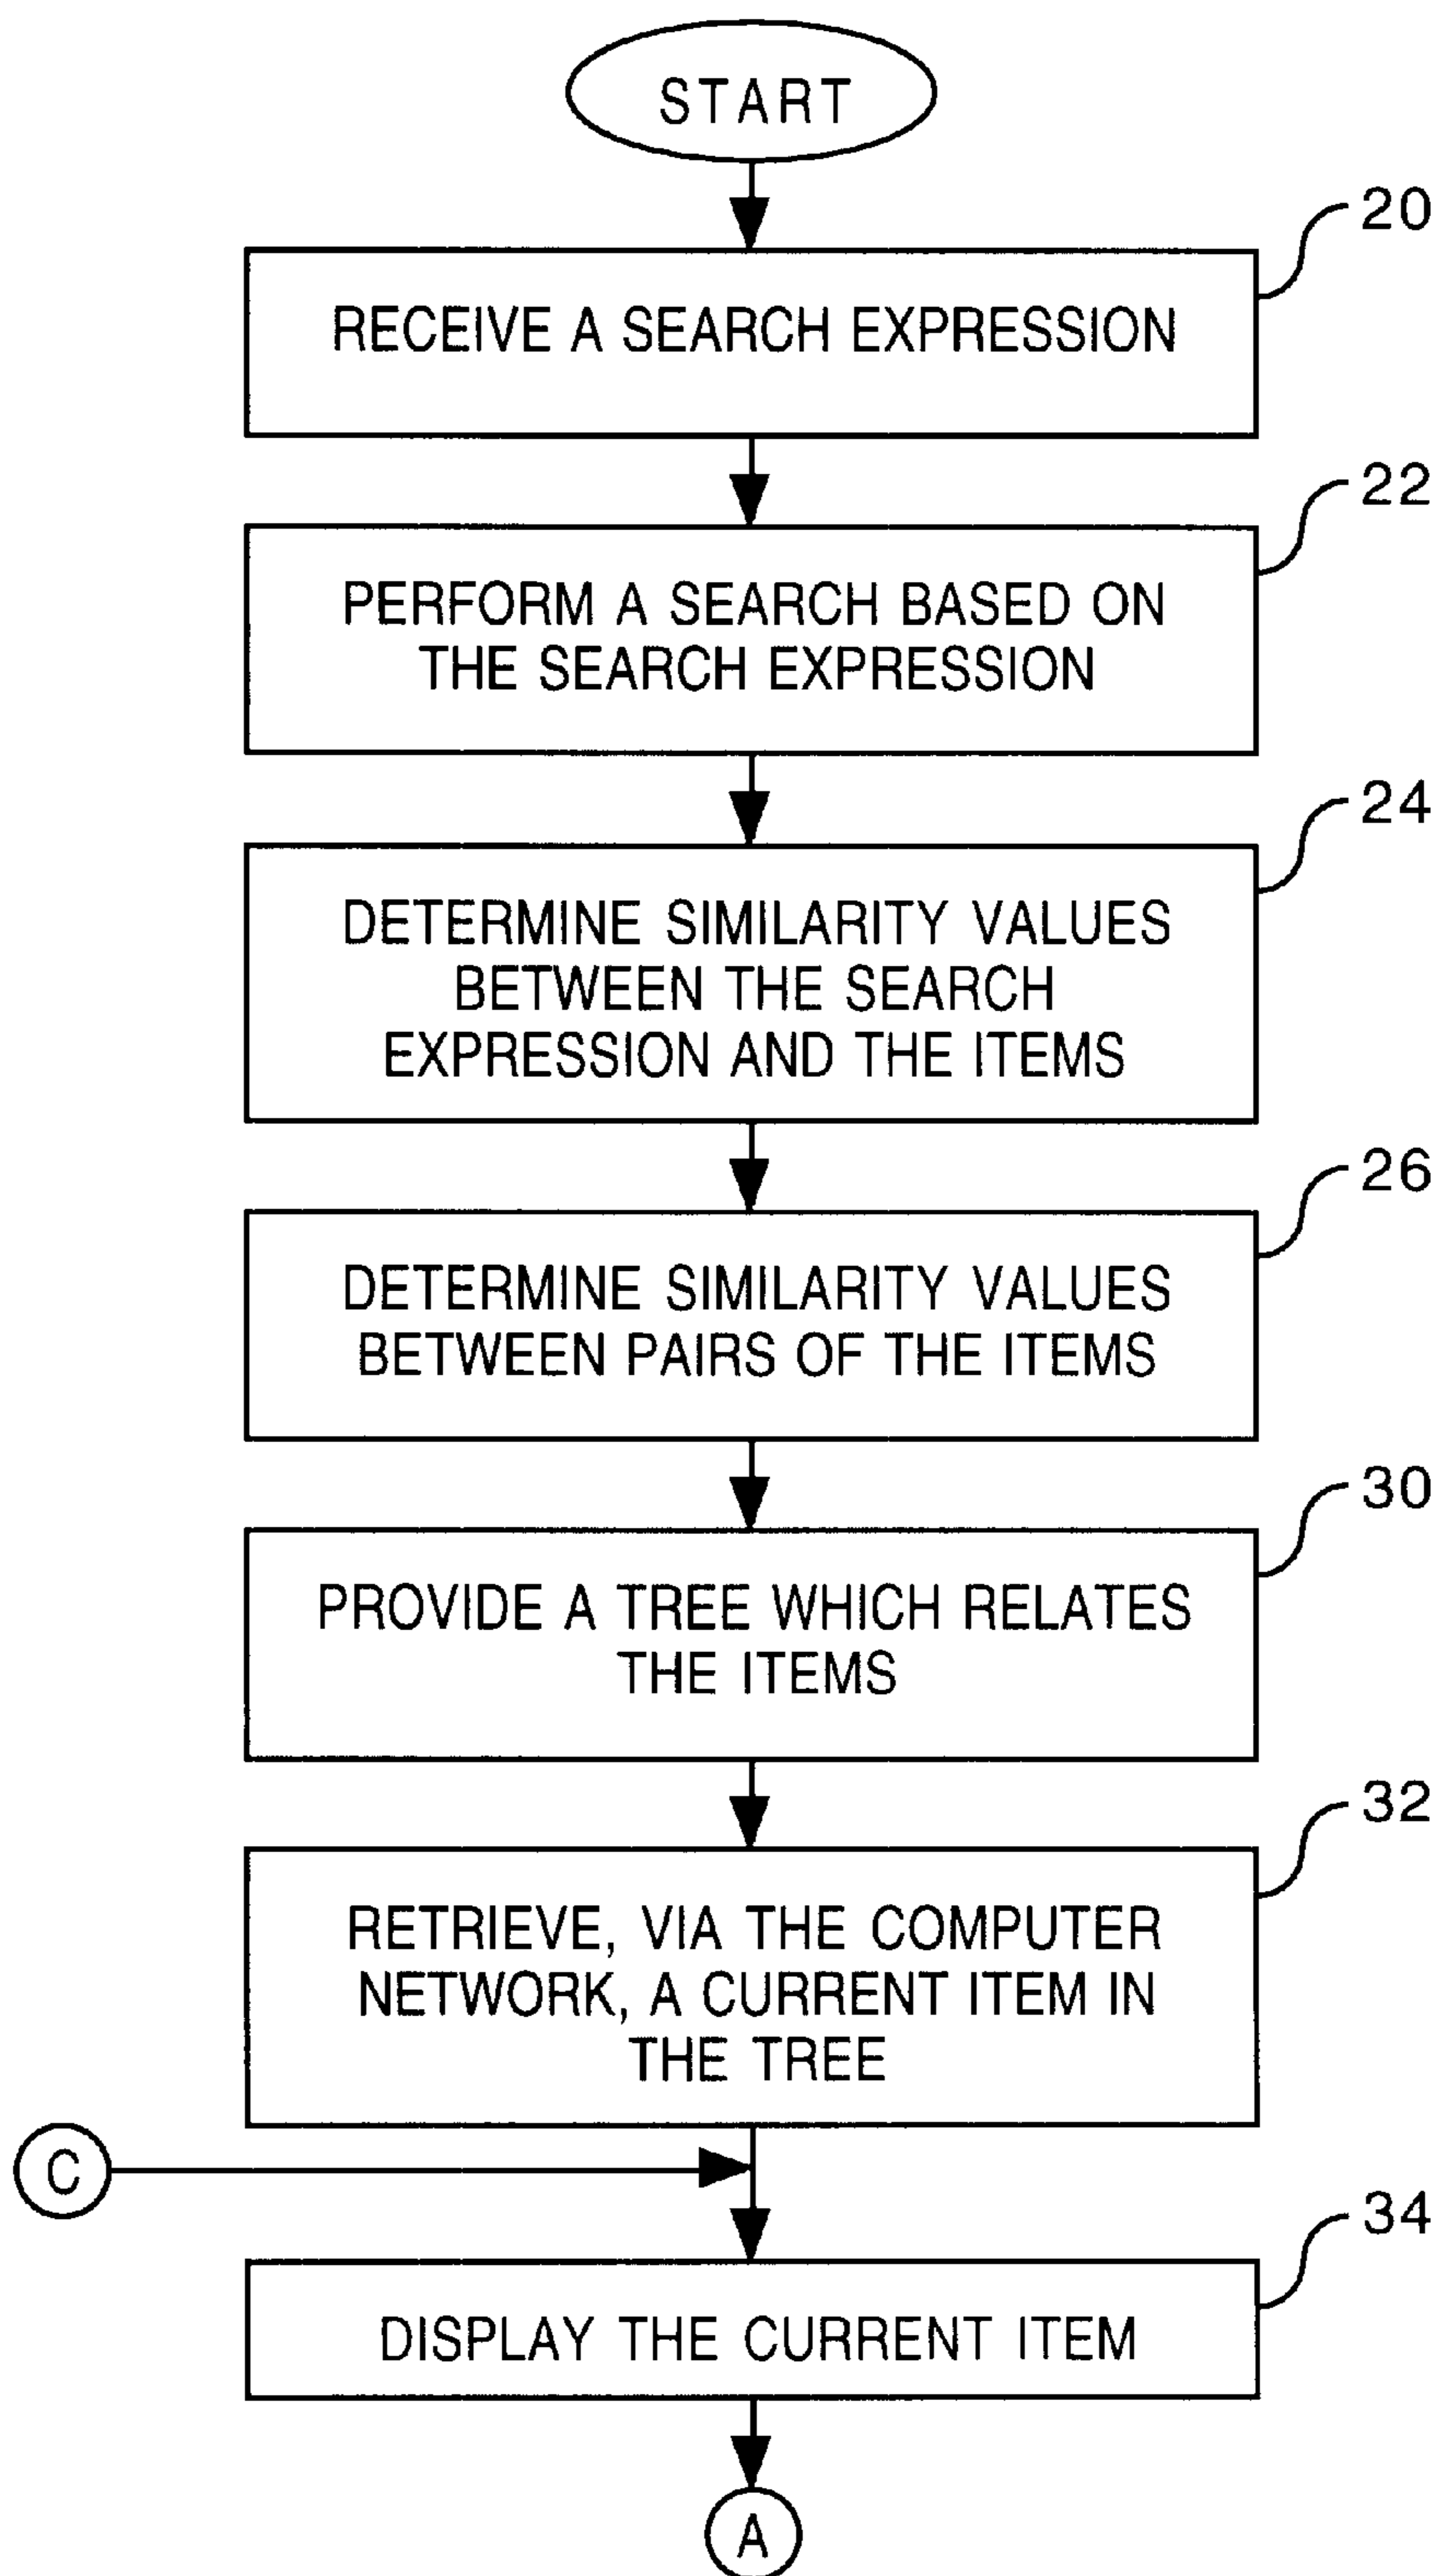 START
20
RECEIVE A SEARCH EXPRESSION
22
PERFORM A SEARCH BASED ON
THE SEARCH EXPRESSION
24
DETERMINE SIMILARITY VALUES
BETWEEN THE SEARCH
EXPRESSION AND THE ITEMS
26
DETERMINE SIMILARITY VALUES
BETWEEN PAIRS OF THE ITEMS
30
PROVIDE A TREE WHICH RELATES
THE ITEMS
32
RETRIEVE, VIA THE COMPUTER
NETWORK, A CURRENT ITEM IN
THE TREE
C
34
DISPLAY THE CURRENT ITEM
A